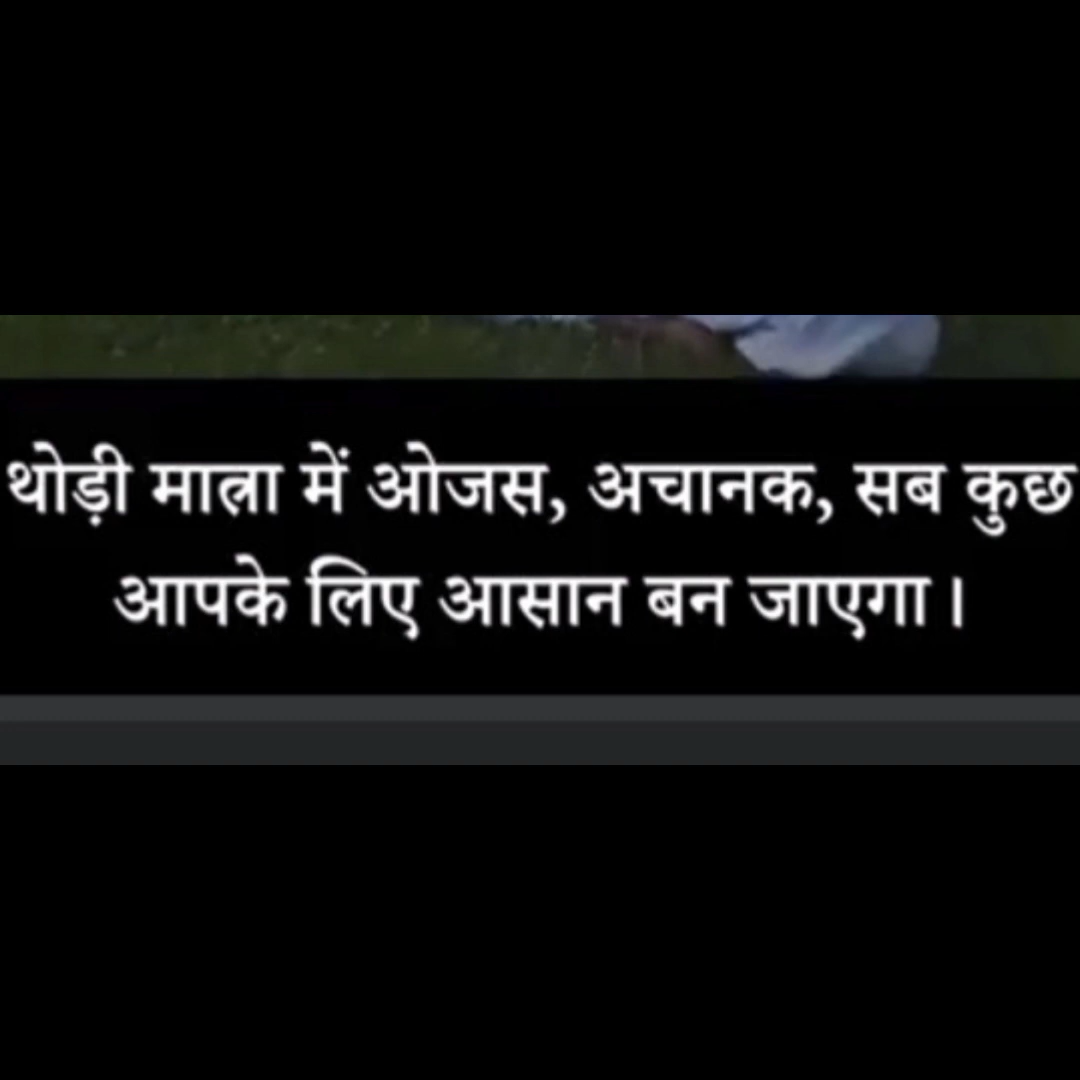 थोड़ी मात्रा में ओजस, अचानक, सब कुछ
आपके लिए आसान बन जाएगा।